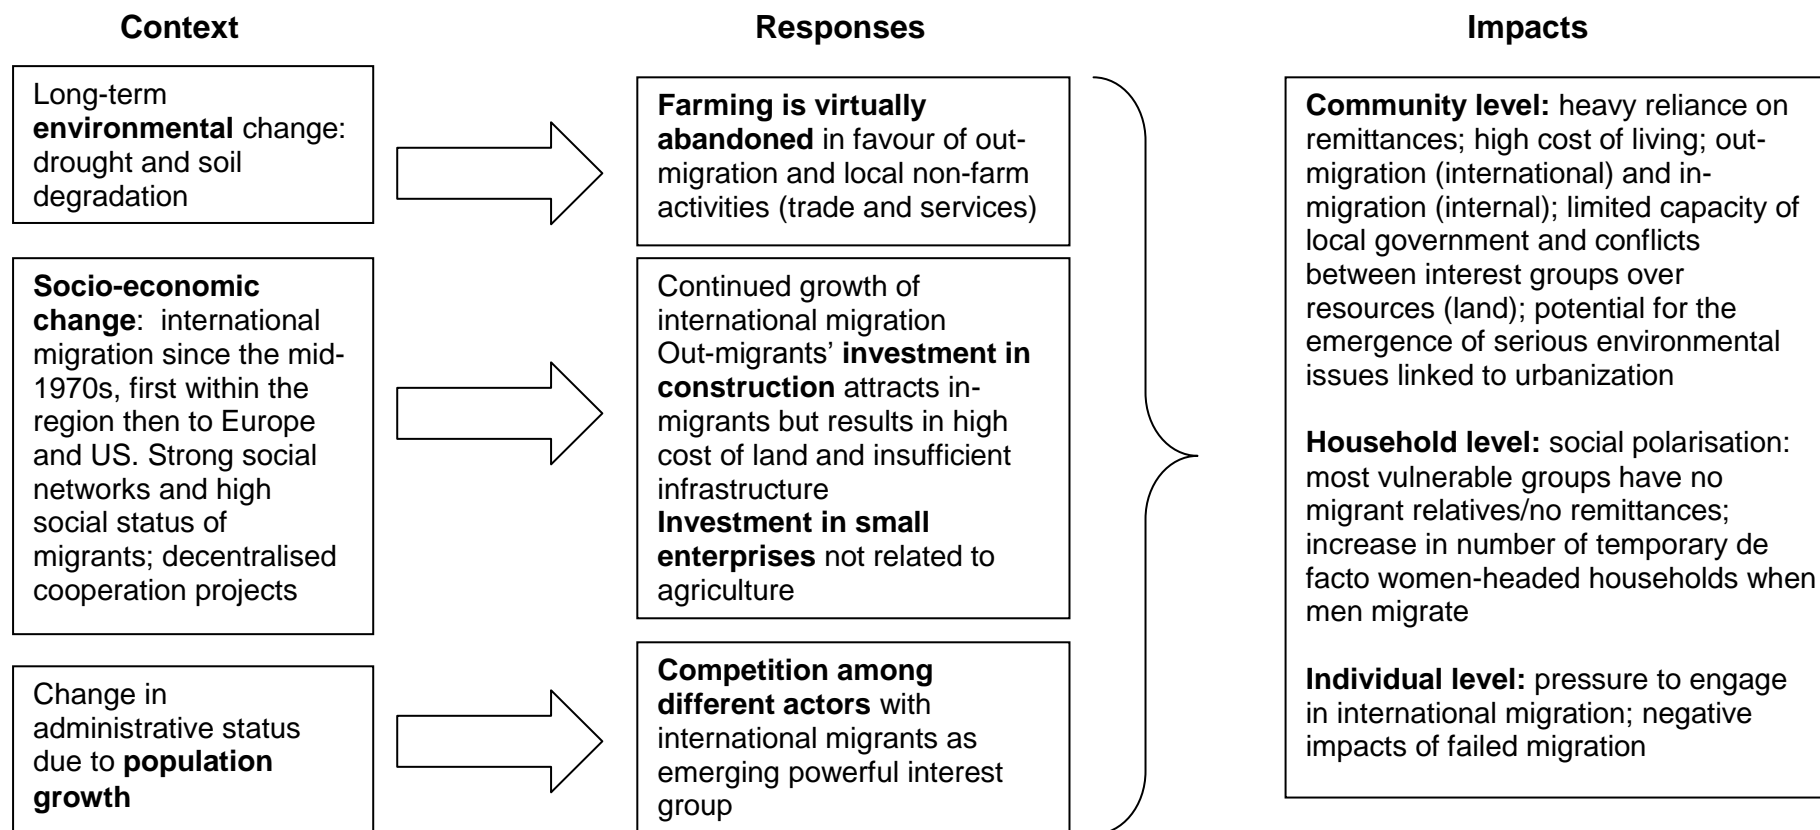 Context
Long-term
environmental change:
drought and soil
degradation
Socio-economic
change:  international
migration since the mid-
1970s, first within the
region then to Europe
and US. Strong social
networks and high
social status of
migrants; decentralised
cooperation projects
Change in
administrative status
due to population
growth
Responses
Farming is virtually
abandoned in favour of out-
migration and local non-farm
activities (trade and services)
Continued growth of
international migration
Out-migrants’ investment in
construction attracts in-
migrants but results in high
cost of land and insufficient
infrastructure
Investment in small
enterprises not related to
agriculture
Competition among
different actors with
international migrants as
emerging powerful interest
group
Impacts
Community level: heavy reliance on
remittances; high cost of living; out-
migration (international) and in-
migration (internal); limited capacity of
local government and conflicts
between interest groups over
resources (land); potential for the
emergence of serious environmental
issues linked to urbanization
Household level: social polarisation:
most vulnerable groups have no
migrant relatives/no remittances;
increase in number of temporary de
facto women-headed households when
men migrate
Individual level: pressure to engage
in international migration; negative
impacts of failed migration